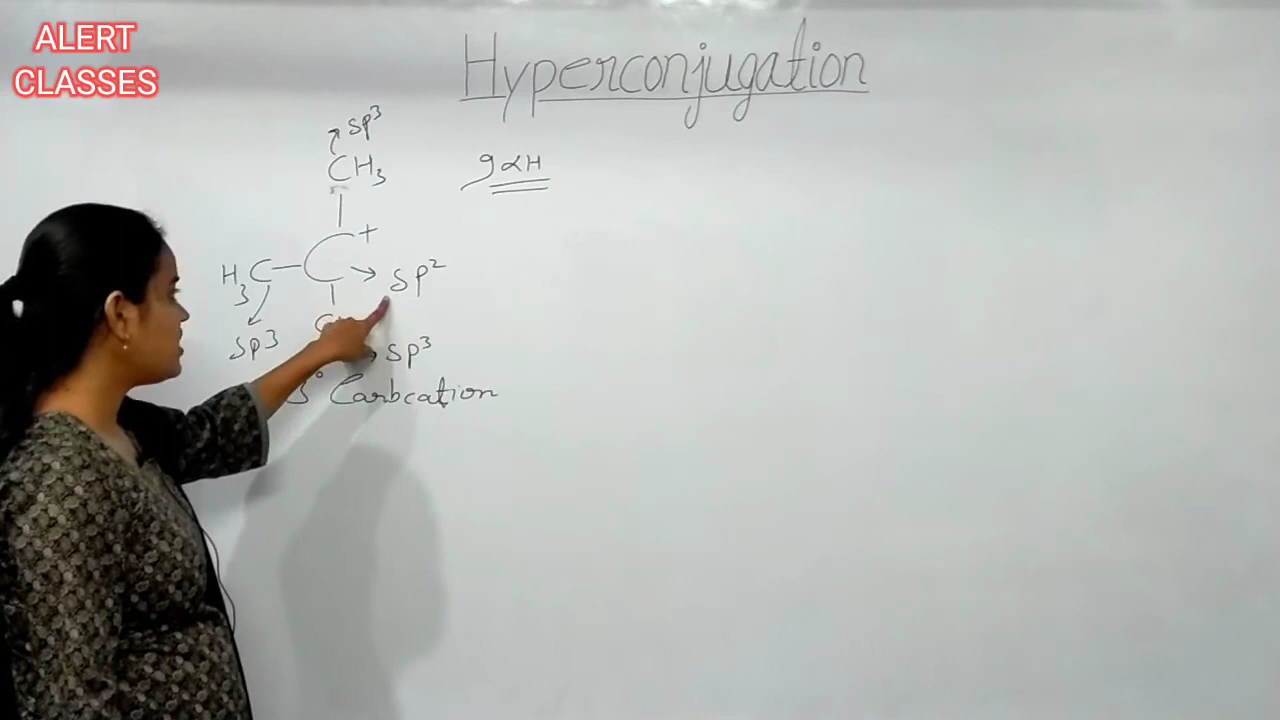 ALERT
CLASSES
Hyperconjugation
sp3
CH3
9 αH
+
H3C — C → sp2
sp3
→ sp3
3° Carbcation